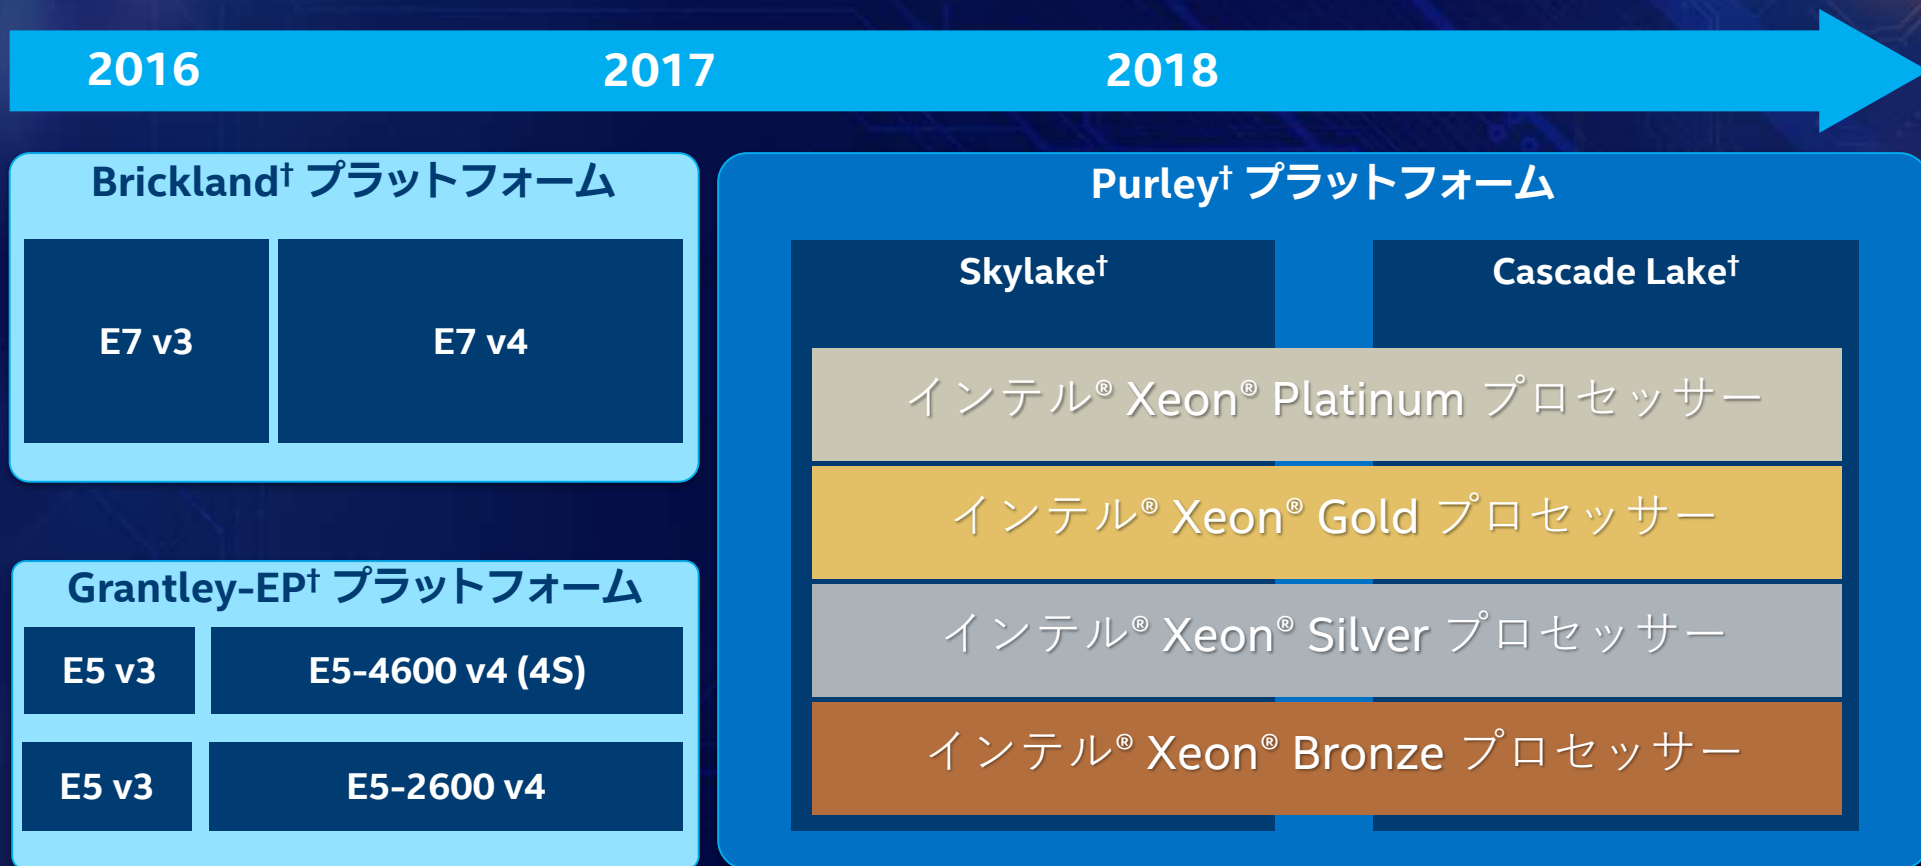 2016
2017
2018
Brickland† プラットフォーム
E7 v3
E7 v4
Grantley-EP† プラットフォーム
E5 v3
E5-4600 v4 (4S)
E5 v3
E5-2600 v4
Purley† プラットフォーム
Skylake†
Cascade Lake†
インテル® Xeon® Platinum プロセッサー
インテル® Xeon® Gold プロセッサー
インテル® Xeon® Silver プロセッサー
インテル® Xeon® Bronze プロセッサー